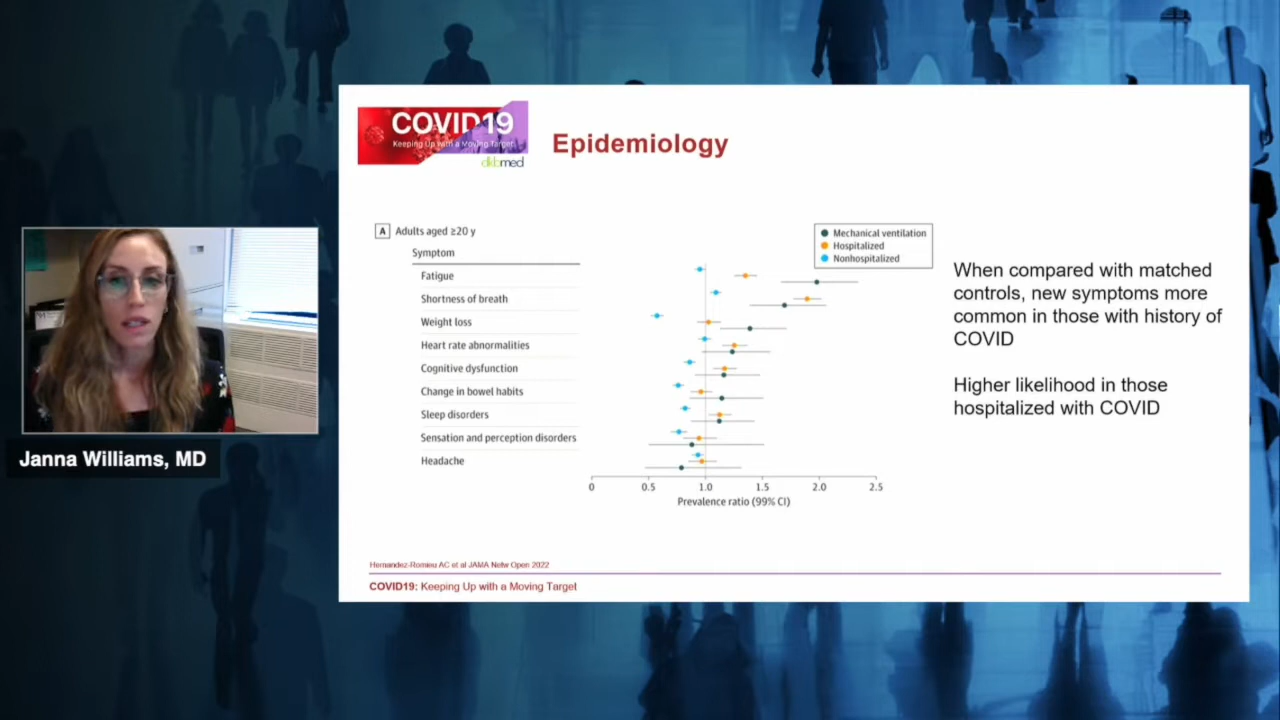 COVID19
Keeping Up with a Moving Target
dkbmed
Epidemiology
A Adults aged ≥20 y
Symptom
Fatigue
Shortness of breath
Weight loss
Heart rate abnormalities
Cognitive dysfunction
Change in bowel habits
Sleep disorders
Sensation and perception disorders
Headache
Mechanical ventilation
Hospitalized
Nonhospitalized
0 0.5 1.0 1.5 2.0 2.5
Prevalence ratio (99% CI)
When compared with matched
controls, new symptoms more
common in those with history of
COVID
Higher likelihood in those
hospitalized with COVID
Janna Williams, MD
Hernandez-Romieu AC et al JAMA Netw Open 2022
COVID19: Keeping Up with a Moving Target